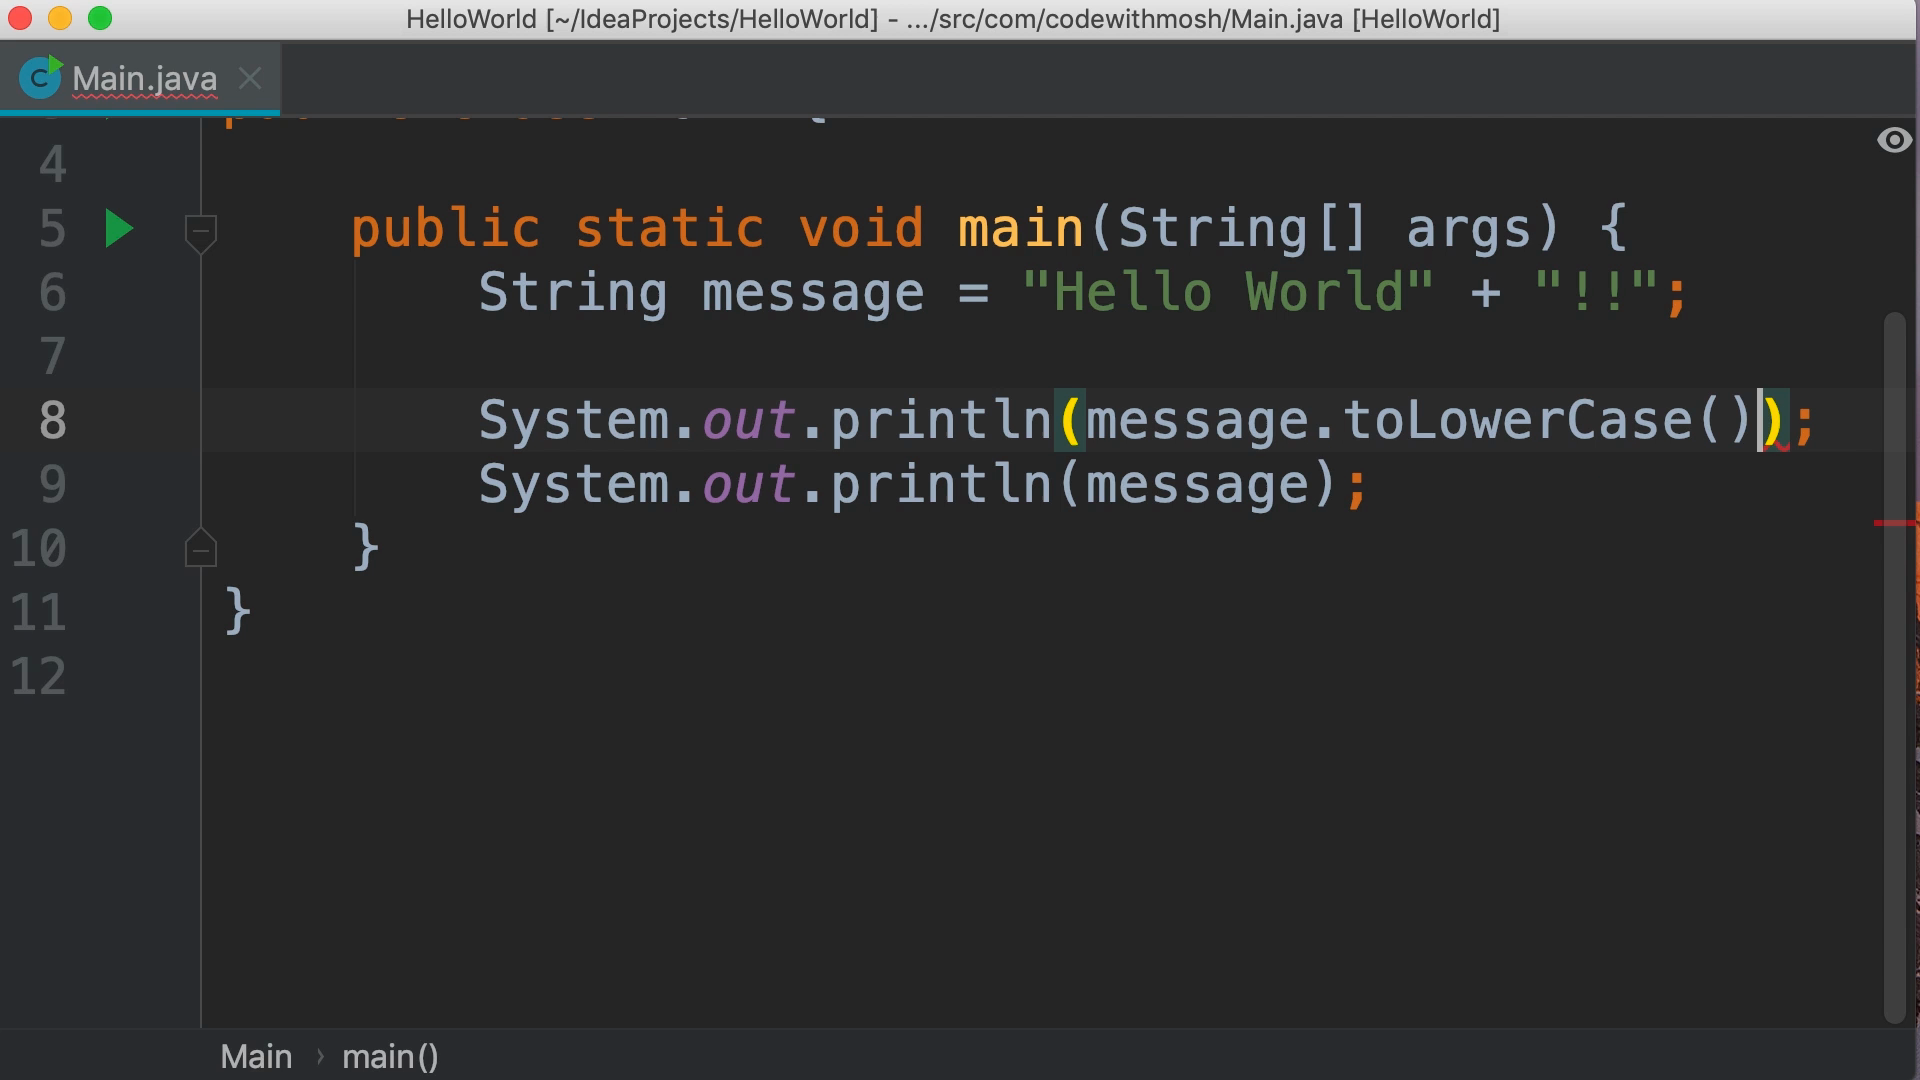 HelloWorld [~/IdeaProjects/HelloWorld] - .../src/com/codewithmosh/Main.java [HelloWorld]
C Main.java
4
5 public static void main(String[] args) {
6 String message = "Hello World" + "!!";
7
8 System.out.println(message.toLowerCase());
9 System.out.println(message);
10 }
11 }
12
Main › main()